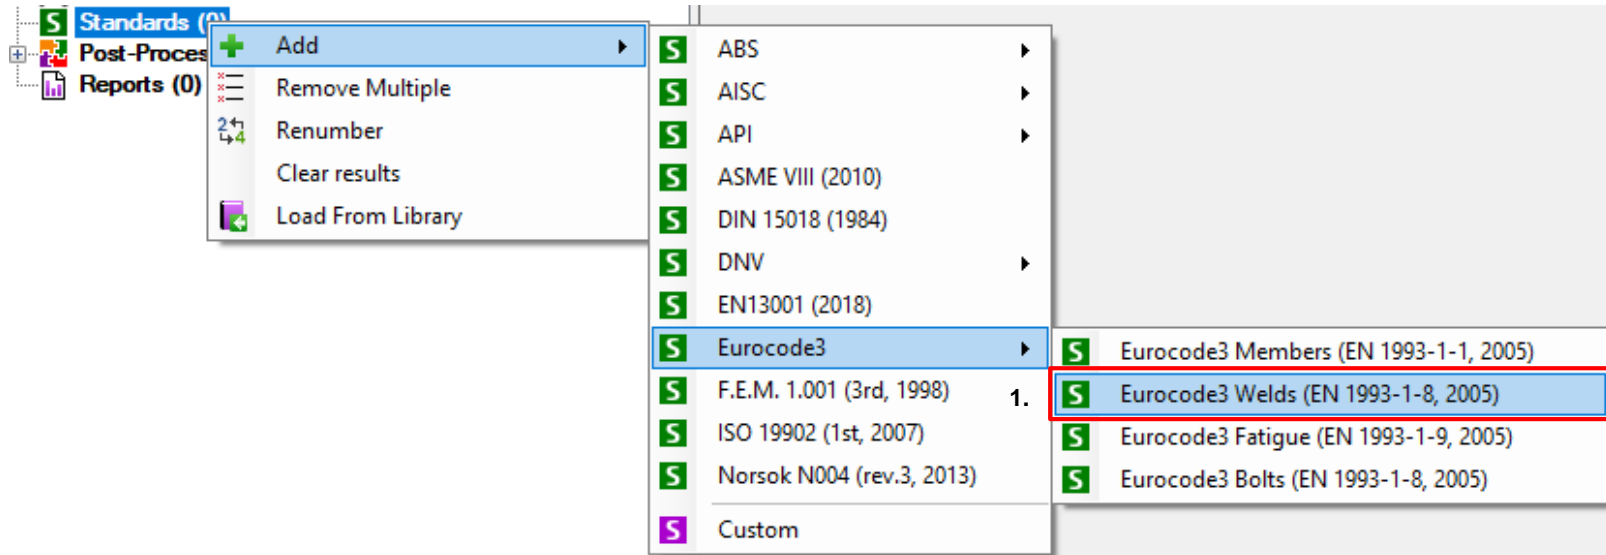 Standards (0)
Post-Proces
Reports (0)
Add
Remove Multiple
Renumber
Clear results
Load From Library
ABS
AISC
API
ASME VIII (2010)
DIN 15018 (1984)
DNV
EN13001 (2018)
Eurocode3
F.E.M. 1.001 (3rd, 1998)
ISO 19902 (1st, 2007)
Norsok N004 (rev.3, 2013)
Custom
1.
Eurocode3 Members (EN 1993-1-1, 2005)
Eurocode3 Welds (EN 1993-1-8, 2005)
Eurocode3 Fatigue (EN 1993-1-9, 2005)
Eurocode3 Bolts (EN 1993-1-8, 2005)